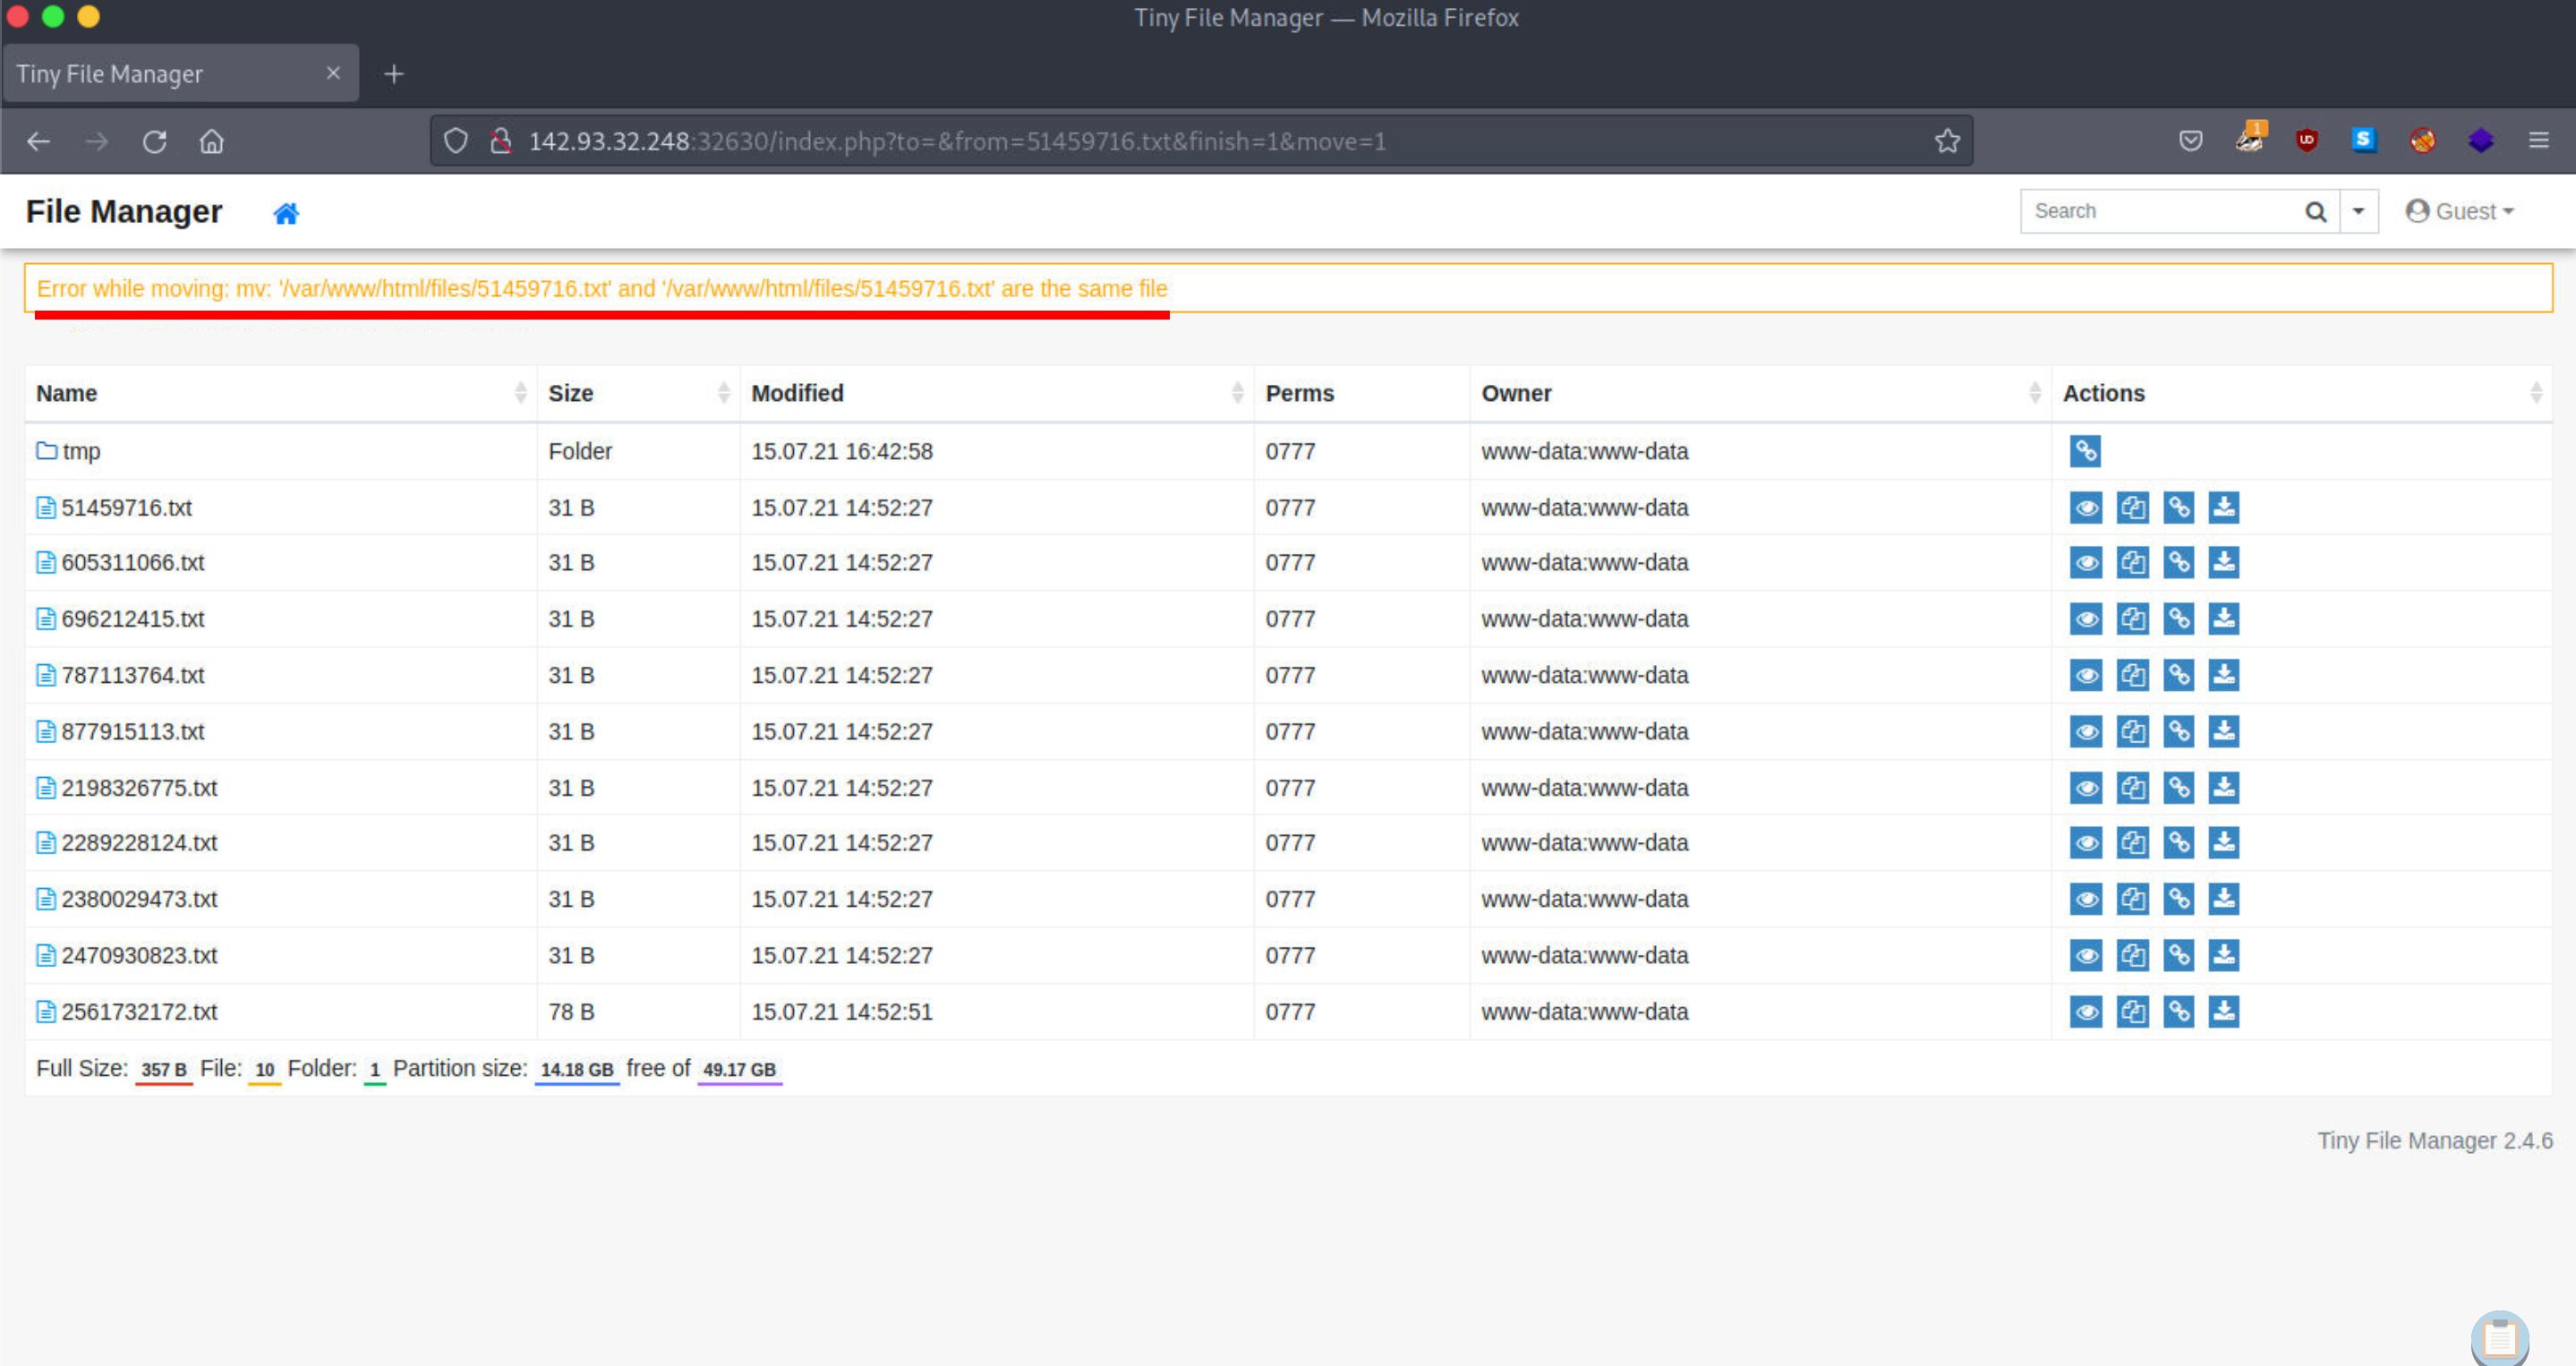 Tiny File Manager — Mozilla Firefox
Tiny File Manager
142.93.32.248:32630/index.php?to=&from=51459716.txt&finish=1&move=1
1
UD
S
File Manager
Search
Guest
Error while moving: mv: '/var/www/html/files/51459716.txt' and '/var/www/html/files/51459716.txt' are the same file
Name Size Modified Perms Owner Actions
tmp Folder 15.07.21 16:42:58 0777 www-data:www-data
51459716.txt 31 B 15.07.21 14:52:27 0777 www-data:www-data
605311066.txt 31 B 15.07.21 14:52:27 0777 www-data:www-data
696212415.txt 31 B 15.07.21 14:52:27 0777 www-data:www-data
787113764.txt 31 B 15.07.21 14:52:27 0777 www-data:www-data
877915113.txt 31 B 15.07.21 14:52:27 0777 www-data:www-data
2198326775.txt 31 B 15.07.21 14:52:27 0777 www-data:www-data
2289228124.txt 31 B 15.07.21 14:52:27 0777 www-data:www-data
2380029473.txt 31 B 15.07.21 14:52:27 0777 www-data:www-data
2470930823.txt 31 B 15.07.21 14:52:27 0777 www-data:www-data
2561732172.txt 78 B 15.07.21 14:52:51 0777 www-data:www-data
Full Size: 357 B File: 10 Folder: 1 Partition size: 14.18 GB free of 49.17 GB
Tiny File Manager 2.4.6